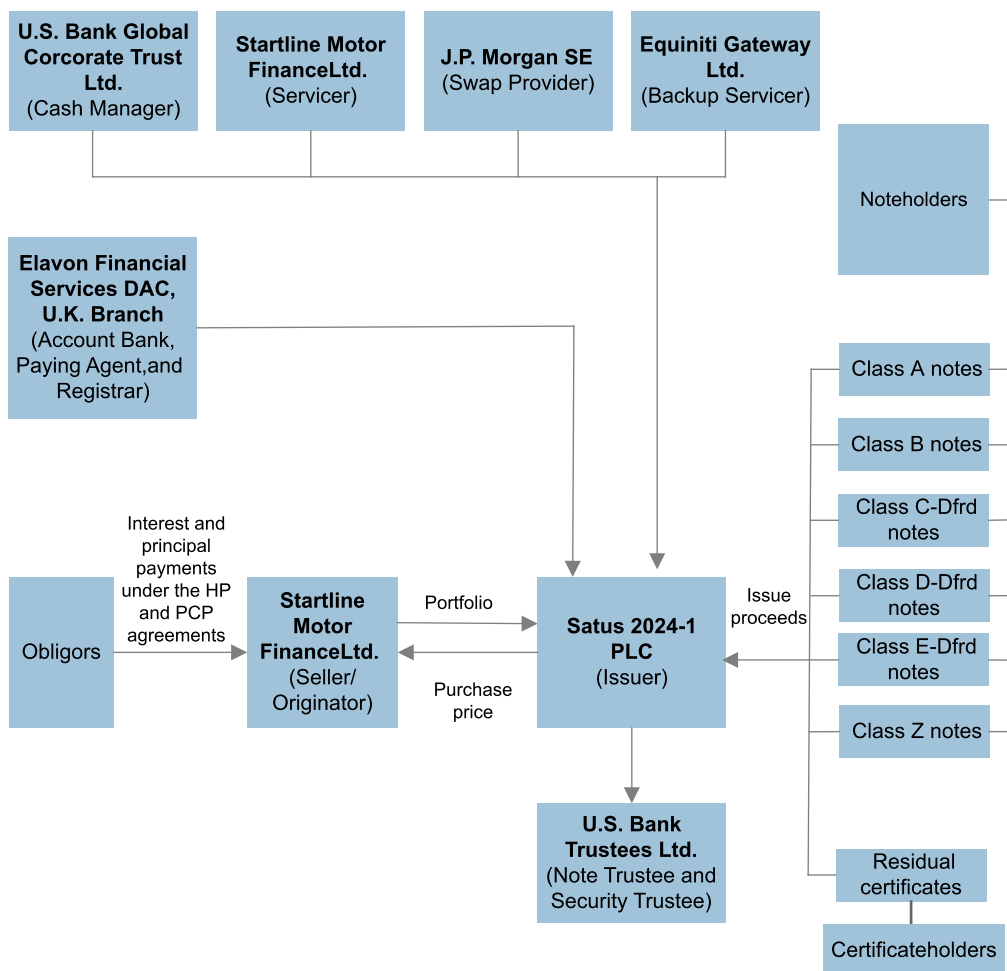 U.S. Bank Global
Corcorate Trust
Ltd.
(Cash Manager)
Startline Motor
FinanceLtd.
(Servicer)
J.P. Morgan SE
(Swap Provider)
Equiniti Gateway
Ltd.
(Backup Servicer)
Noteholders
Elavon Financial
Services DAC,
U.K. Branch
(Account Bank,
Paying Agent,and
Registrar)
Class A notes
Class B notes
Class C-Dfrd
notes
Class D-Dfrd
notes
Class E-Dfrd
notes
Class Z notes
Interest and
principal
payments
under the HP
and PCP
agreements
Obligors
Startline
Motor
FinanceLtd.
(Seller/
Originator)
Portfolio
Purchase
price
Satus 2024-1
PLC
(Issuer)
Issue
proceeds
U.S. Bank
Trustees Ltd.
(Note Trustee and
Security Trustee)
Residual
certificates
Certificateholders